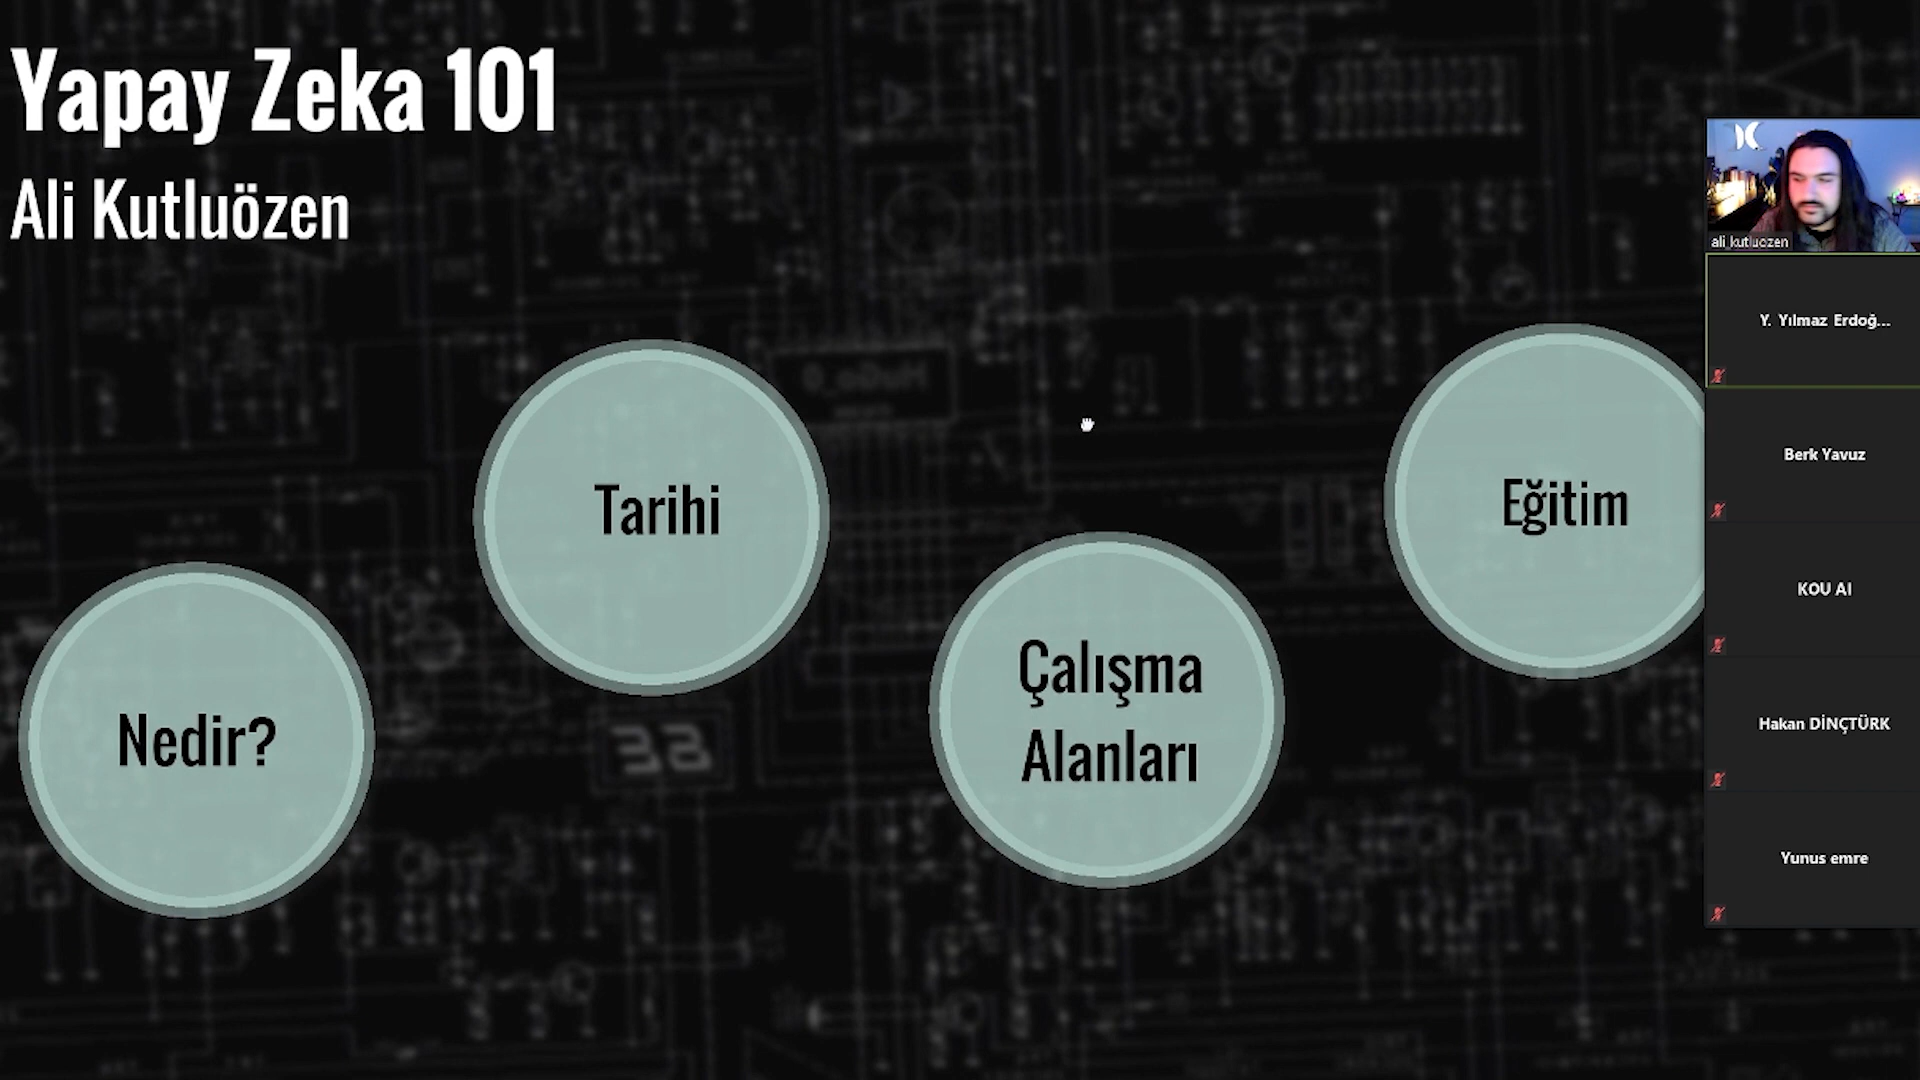 Yapay Zeka 101
Ali Kutluözen
Nedir?
Tarihi
Çalışma
Alanları
Eğitim
ali_kutluozen
Y. Yılmaz Erdoğ...
Berk Yavuz
KOU AI
Hakan DİNÇTÜRK
Yunus emre